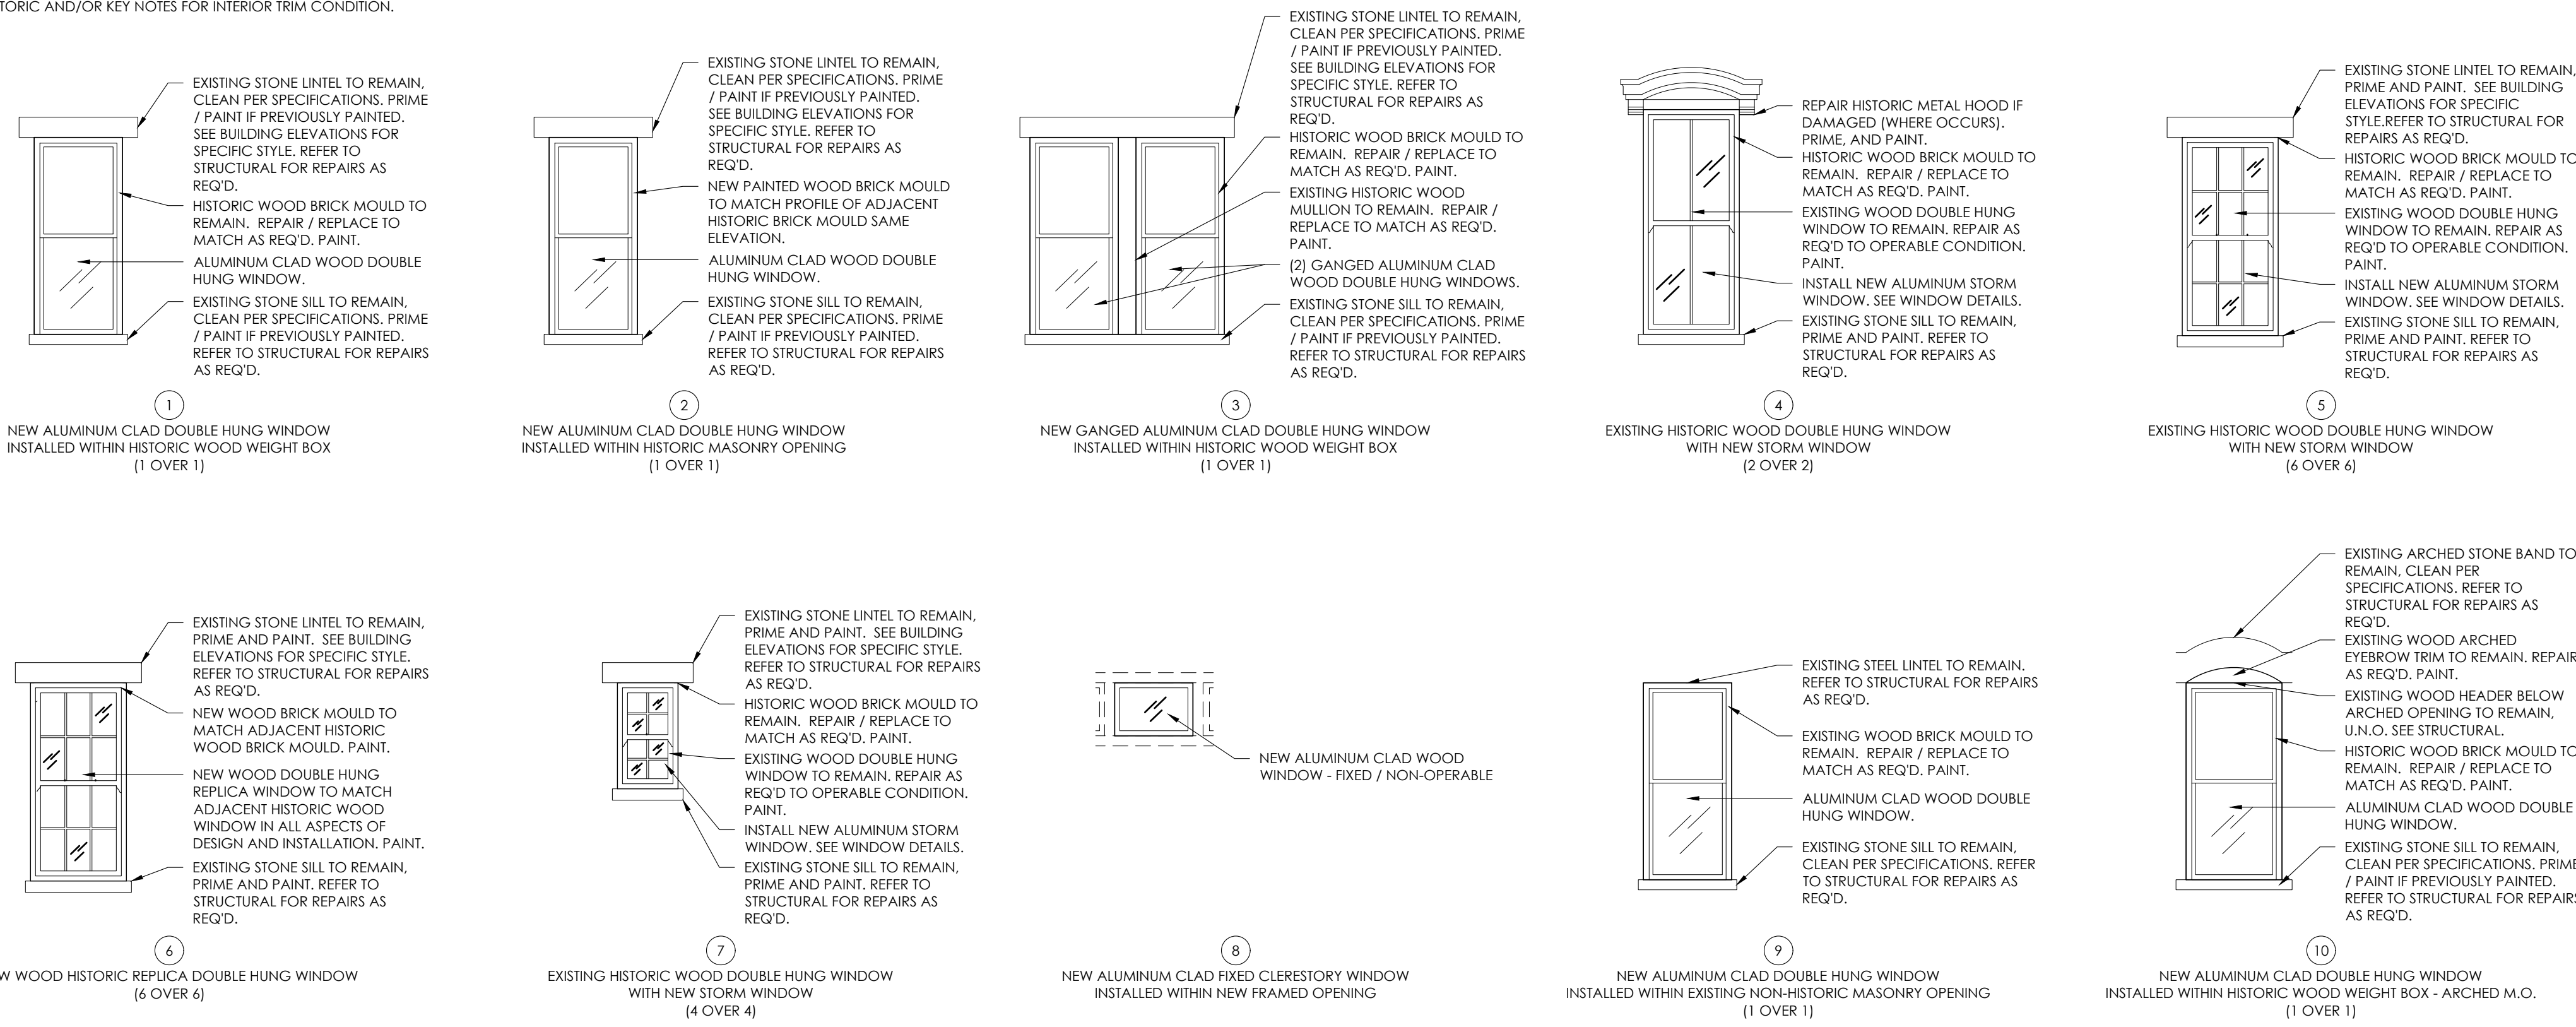 TORIC AND/OR KEY NOTES FOR INTERIOR TRIM CONDITION.
EXISTING STONE LINTEL TO REMAIN,
CLEAN PER SPECIFICATIONS. PRIME
/ PAINT IF PREVIOUSLY PAINTED.
SEE BUILDING ELEVATIONS FOR
SPECIFIC STYLE. REFER TO
STRUCTURAL FOR REPAIRS AS
REQ'D.
HISTORIC WOOD BRICK MOULD TO
REMAIN. REPAIR / REPLACE TO
MATCH AS REQ'D. PAINT.
ALUMINUM CLAD WOOD DOUBLE
HUNG WINDOW.
EXISTING STONE SILL TO REMAIN,
CLEAN PER SPECIFICATIONS. PRIME
/ PAINT IF PREVIOUSLY PAINTED.
REFER TO STRUCTURAL FOR REPAIRS
AS REQ'D.
1
NEW ALUMINUM CLAD DOUBLE HUNG WINDOW
INSTALLED WITHIN HISTORIC WOOD WEIGHT BOX
(1 OVER 1)
EXISTING STONE LINTEL TO REMAIN,
CLEAN PER SPECIFICATIONS. PRIME
/ PAINT IF PREVIOUSLY PAINTED.
SEE BUILDING ELEVATIONS FOR
SPECIFIC STYLE. REFER TO
STRUCTURAL FOR REPAIRS AS
REQ'D.
NEW PAINTED WOOD BRICK MOULD
TO MATCH PROFILE OF ADJACENT
HISTORIC BRICK MOULD SAME
ELEVATION.
ALUMINUM CLAD WOOD DOUBLE
HUNG WINDOW.
EXISTING STONE SILL TO REMAIN,
CLEAN PER SPECIFICATIONS. PRIME
/ PAINT IF PREVIOUSLY PAINTED.
REFER TO STRUCTURAL FOR REPAIRS
AS REQ'D.
2
NEW ALUMINUM CLAD DOUBLE HUNG WINDOW
INSTALLED WITHIN HISTORIC MASONRY OPENING
(1 OVER 1)
EXISTING STONE LINTEL TO REMAIN,
CLEAN PER SPECIFICATIONS. PRIME
/ PAINT IF PREVIOUSLY PAINTED.
SEE BUILDING ELEVATIONS FOR
SPECIFIC STYLE. REFER TO
STRUCTURAL FOR REPAIRS AS
REQ'D.
HISTORIC WOOD BRICK MOULD TO
REMAIN. REPAIR / REPLACE TO
MATCH AS REQ'D. PAINT.
EXISTING HISTORIC WOOD
MULLION TO REMAIN. REPAIR /
REPLACE TO MATCH AS REQ'D.
PAINT.
(2) GANGED ALUMINUM CLAD
WOOD DOUBLE HUNG WINDOWS.
EXISTING STONE SILL TO REMAIN,
CLEAN PER SPECIFICATIONS. PRIME
/ PAINT IF PREVIOUSLY PAINTED.
REFER TO STRUCTURAL FOR REPAIRS
AS REQ'D.
3
NEW GANGED ALUMINUM CLAD DOUBLE HUNG WINDOW
INSTALLED WITHIN HISTORIC WOOD WEIGHT BOX
(1 OVER 1)
REPAIR HISTORIC METAL HOOD IF
DAMAGED (WHERE OCCURS).
PRIME, AND PAINT.
HISTORIC WOOD BRICK MOULD TO
REMAIN. REPAIR / REPLACE TO
MATCH AS REQ'D. PAINT.
EXISTING WOOD DOUBLE HUNG
WINDOW TO REMAIN. REPAIR AS
REQ'D TO OPERABLE CONDITION.
PAINT.
INSTALL NEW ALUMINUM STORM
WINDOW. SEE WINDOW DETAILS.
EXISTING STONE SILL TO REMAIN,
PRIME AND PAINT. REFER TO
STRUCTURAL FOR REPAIRS AS
REQ'D.
4
EXISTING HISTORIC WOOD DOUBLE HUNG WINDOW
WITH NEW STORM WINDOW
(2 OVER 2)
EXISTING STONE LINTEL TO REMAIN,
PRIME AND PAINT. SEE BUILDING
ELEVATIONS FOR SPECIFIC
STYLE.REFER TO STRUCTURAL FOR
REPAIRS AS REQ'D.
HISTORIC WOOD BRICK MOULD TO
REMAIN. REPAIR / REPLACE TO
MATCH AS REQ'D. PAINT.
EXISTING WOOD DOUBLE HUNG
WINDOW TO REMAIN. REPAIR AS
REQ'D TO OPERABLE CONDITION.
PAINT.
INSTALL NEW ALUMINUM STORM
WINDOW. SEE WINDOW DETAILS.
EXISTING STONE SILL TO REMAIN,
PRIME AND PAINT. REFER TO
STRUCTURAL FOR REPAIRS AS
REQ'D.
5
EXISTING HISTORIC WOOD DOUBLE HUNG WINDOW
WITH NEW STORM WINDOW
(6 OVER 6)
EXISTING STONE LINTEL TO REMAIN,
PRIME AND PAINT. SEE BUILDING
ELEVATIONS FOR SPECIFIC STYLE.
REFER TO STRUCTURAL FOR REPAIRS
AS REQ'D.
NEW WOOD BRICK MOULD TO
MATCH ADJACENT HISTORIC
WOOD BRICK MOULD. PAINT.
NEW WOOD DOUBLE HUNG
REPLICA WINDOW TO MATCH
ADJACENT HISTORIC WOOD
WINDOW IN ALL ASPECTS OF
DESIGN AND INSTALLATION. PAINT.
EXISTING STONE SILL TO REMAIN,
PRIME AND PAINT. REFER TO
STRUCTURAL FOR REPAIRS AS
REQ'D.
6
W WOOD HISTORIC REPLICA DOUBLE HUNG WINDOW
(6 OVER 6)
EXISTING STONE LINTEL TO REMAIN,
PRIME AND PAINT. SEE BUILDING
ELEVATIONS FOR SPECIFIC STYLE.
REFER TO STRUCTURAL FOR REPAIRS
AS REQ'D.
HISTORIC WOOD BRICK MOULD TO
REMAIN. REPAIR / REPLACE TO
MATCH AS REQ'D. PAINT.
EXISTING WOOD DOUBLE HUNG
WINDOW TO REMAIN. REPAIR AS
REQ'D TO OPERABLE CONDITION.
PAINT.
INSTALL NEW ALUMINUM STORM
WINDOW. SEE WINDOW DETAILS.
EXISTING STONE SILL TO REMAIN,
PRIME AND PAINT. REFER TO
STRUCTURAL FOR REPAIRS AS
REQ'D.
7
EXISTING HISTORIC WOOD DOUBLE HUNG WINDOW
WITH NEW STORM WINDOW
(4 OVER 4)
NEW ALUMINUM CLAD WOOD
WINDOW - FIXED / NON-OPERABLE
8
NEW ALUMINUM CLAD FIXED CLERESTORY WINDOW
INSTALLED WITHIN NEW FRAMED OPENING
EXISTING STEEL LINTEL TO REMAIN.
REFER TO STRUCTURAL FOR REPAIRS
AS REQ'D.
EXISTING WOOD BRICK MOULD TO
REMAIN. REPAIR / REPLACE TO
MATCH AS REQ'D. PAINT.
ALUMINUM CLAD WOOD DOUBLE
HUNG WINDOW.
EXISTING STONE SILL TO REMAIN,
CLEAN PER SPECIFICATIONS. REFER
TO STRUCTURAL FOR REPAIRS AS
REQ'D.
9
NEW ALUMINUM CLAD DOUBLE HUNG WINDOW
INSTALLED WITHIN EXISTING NON-HISTORIC MASONRY OPENING
(1 OVER 1)
EXISTING ARCHED STONE BAND TO
REMAIN, CLEAN PER
SPECIFICATIONS. REFER TO
STRUCTURAL FOR REPAIRS AS
REQ'D.
EXISTING WOOD ARCHED
EYEBROW TRIM TO REMAIN. REPAIR
AS REQ'D. PAINT.
EXISTING WOOD HEADER BELOW
ARCHED OPENING TO REMAIN,
U.N.O. SEE STRUCTURAL.
HISTORIC WOOD BRICK MOULD TO
REMAIN. REPAIR / REPLACE TO
MATCH AS REQ'D. PAINT.
ALUMINUM CLAD WOOD DOUBLE
HUNG WINDOW.
EXISTING STONE SILL TO REMAIN,
CLEAN PER SPECIFICATIONS. PRIME
/ PAINT IF PREVIOUSLY PAINTED.
REFER TO STRUCTURAL FOR REPAIRS
AS REQ'D.
10
NEW ALUMINUM CLAD DOUBLE HUNG WINDOW
INSTALLED WITHIN HISTORIC WOOD WEIGHT BOX - ARCHED M.O.
(1 OVER 1)